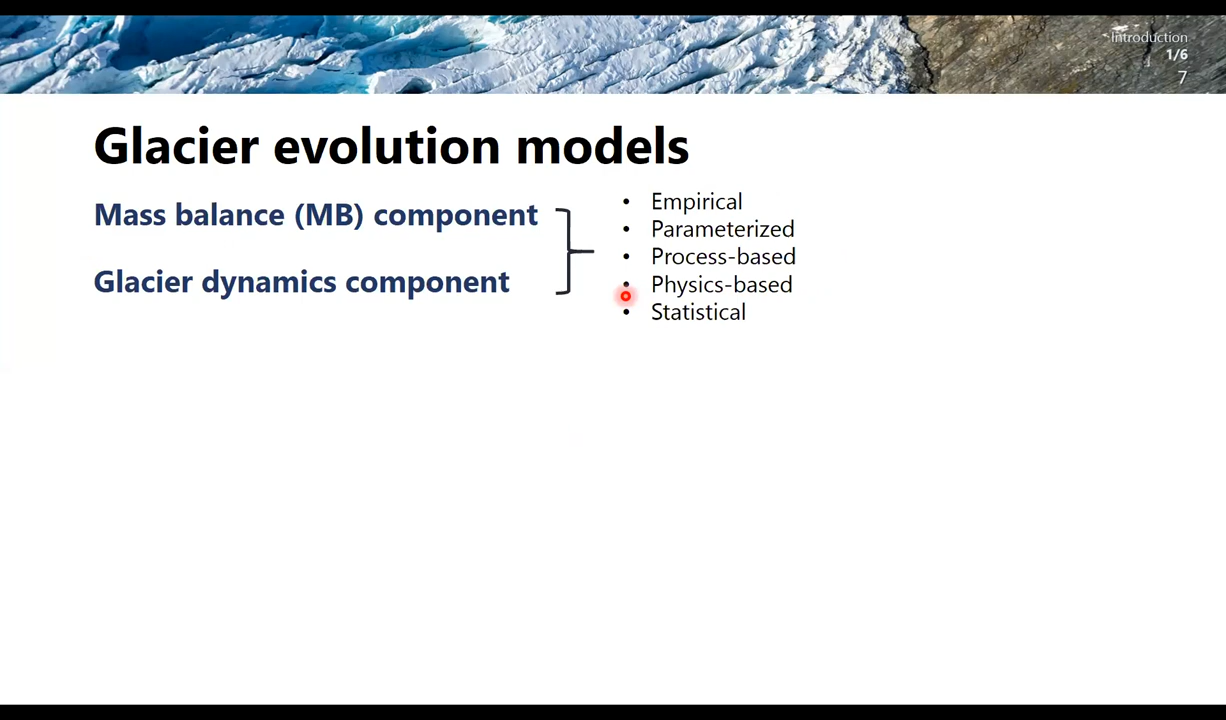 Introduction
1/6
7
Glacier evolution models
Mass balance (MB) component
Glacier dynamics component
• Empirical
• Parameterized
• Process-based
• Physics-based
• Statistical